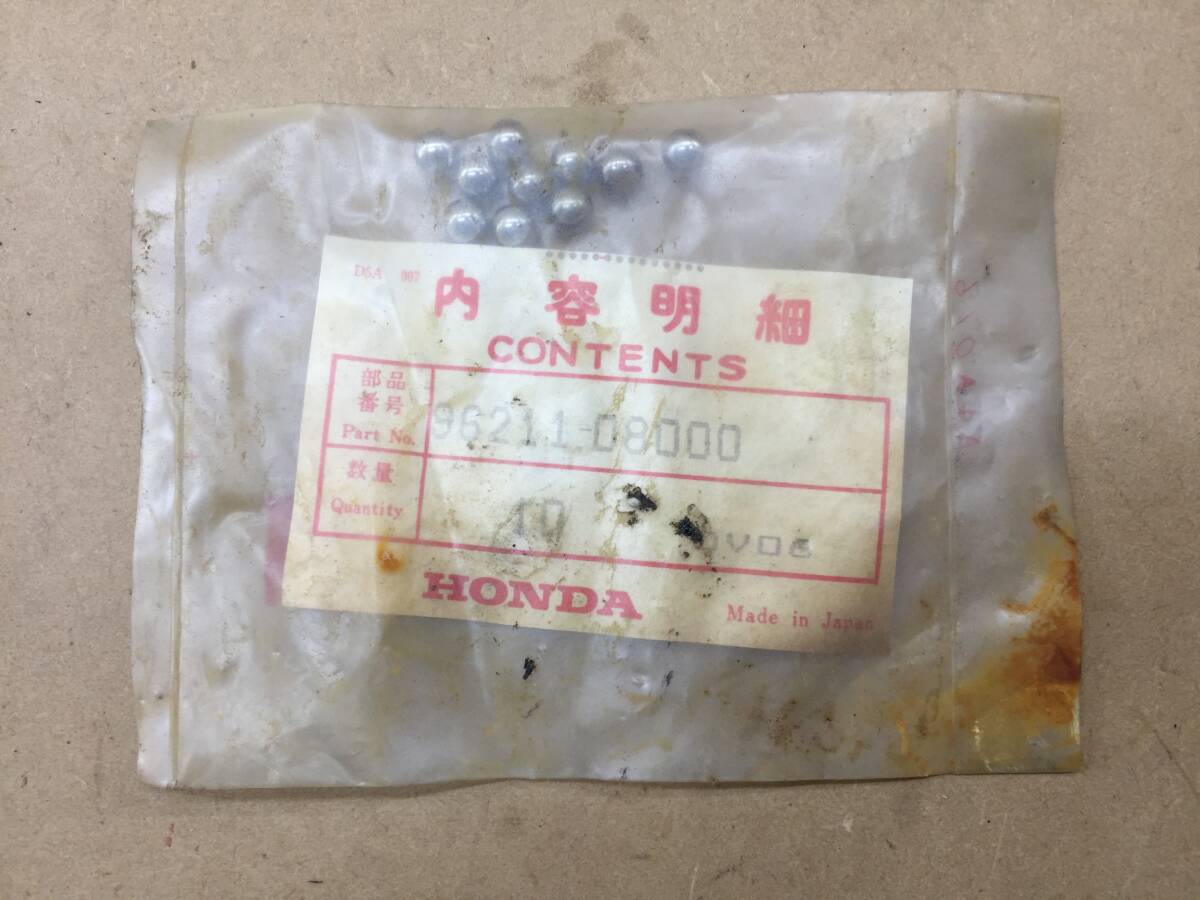 DSA 007
内容明細
CONTENTS
部品
番号
Part No.
96211-08000
数量
Quantity
10
HONDA
Made in Japan